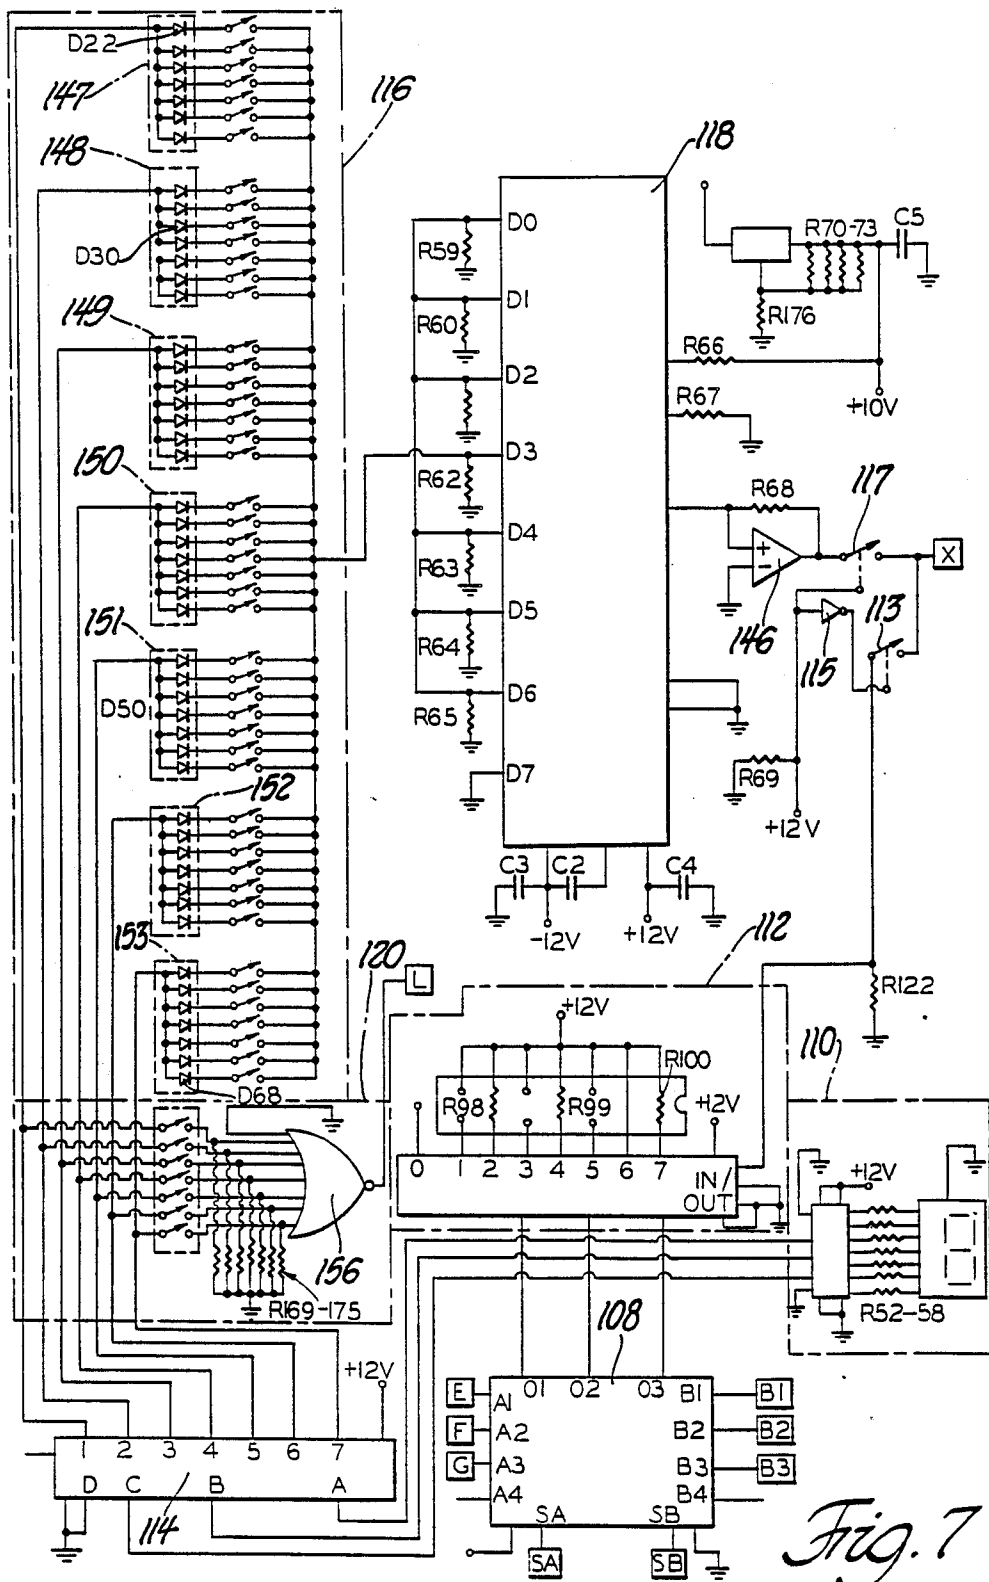 D22
147
116
148
118
D30
D0
R59
R70-73
C5
D1
R60
R176
149
D2
R66
R67
+10V
150
D3
R62
R68
117
D4
R63
X
146
115
113
151
D5
R64
D50
D6
R65
D7
R69
+12V
152
C3
C2
C4
-12V
+12V
153
120
L
112
R122
+12V
110
D68
R98
R99
R100
+12V
0
1
2
3
4
5
6
7
IN/
OUT
+12V
156
R169-175
R52-58
108
+12V
01
02
03
E
A1
B1
B1
F
A2
B2
B2
G
A3
B3
B3
A4
B4
SA
SB
SA
SB
1
2
3
4
5
6
7
D
C
B
A
114
Fig. 7